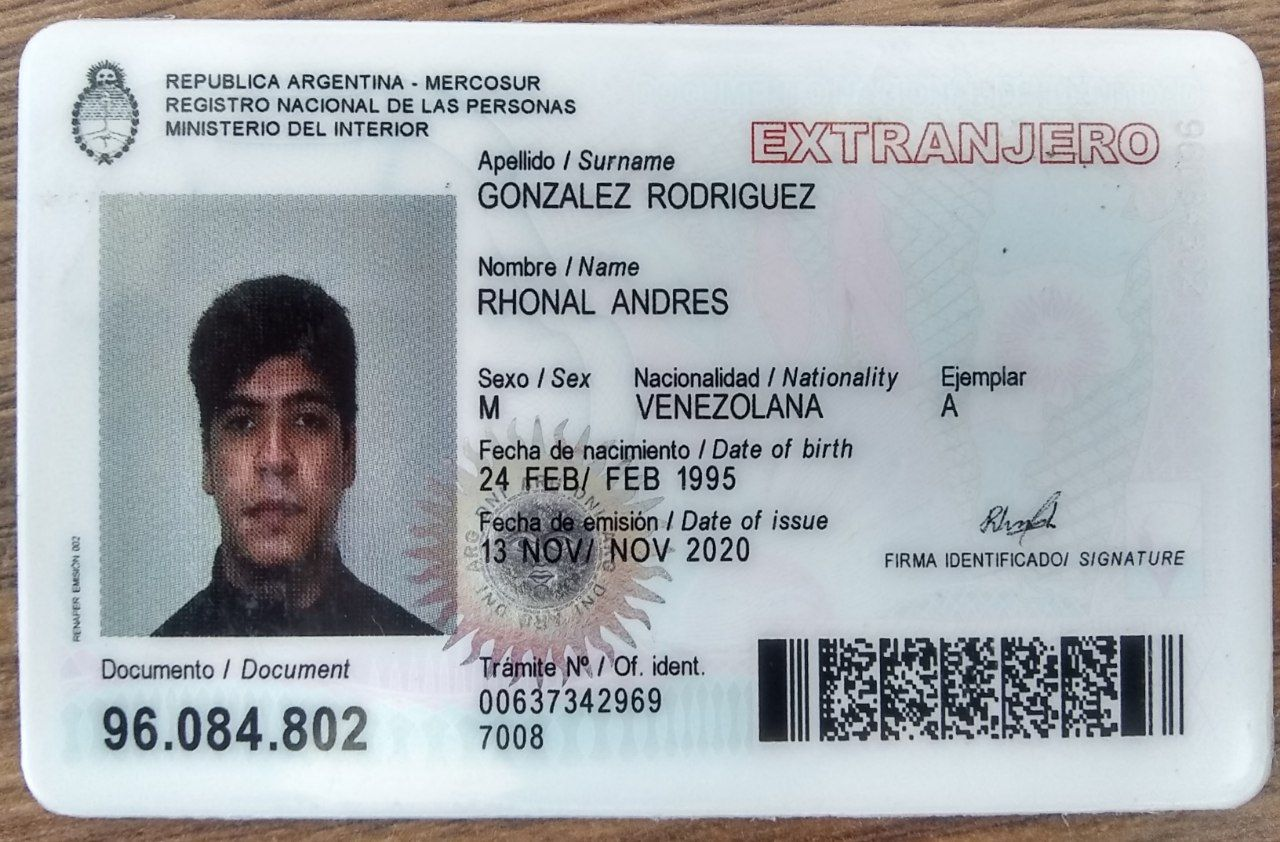 REPUBLICA ARGENTINA - MERCOSUR
REGISTRO NACIONAL DE LAS PERSONAS
MINISTERIO DEL INTERIOR
EXTRANJERO
Apellido / Surname
GONZALEZ RODRIGUEZ
Nombre / Name
RHONAL ANDRES
Sexo / Sex Nacionalidad / Nationality Ejemplar
M VENEZOLANA A
Fecha de nacimiento / Date of birth
24 FEB/ FEB 1995
Fecha de emisión / Date of issue
13 NOV/ NOV 2020
FIRMA IDENTIFICADO/ SIGNATURE
RENAPER EMISIÓN 002
Documento / Document
96.084.802
Trámite Nº / Of. ident.
00637342969
7008